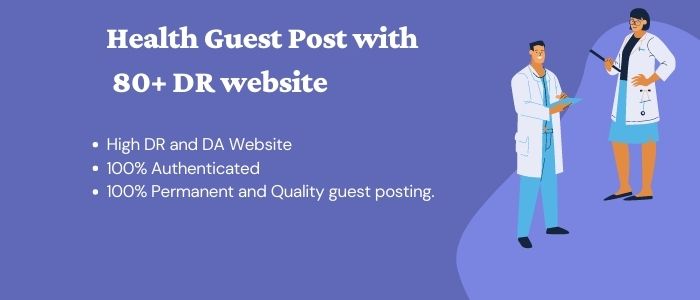 Health Guest Post with
80+ DR website
High DR and DA Website
100% Authenticated
100% Permanent and Quality guest posting.